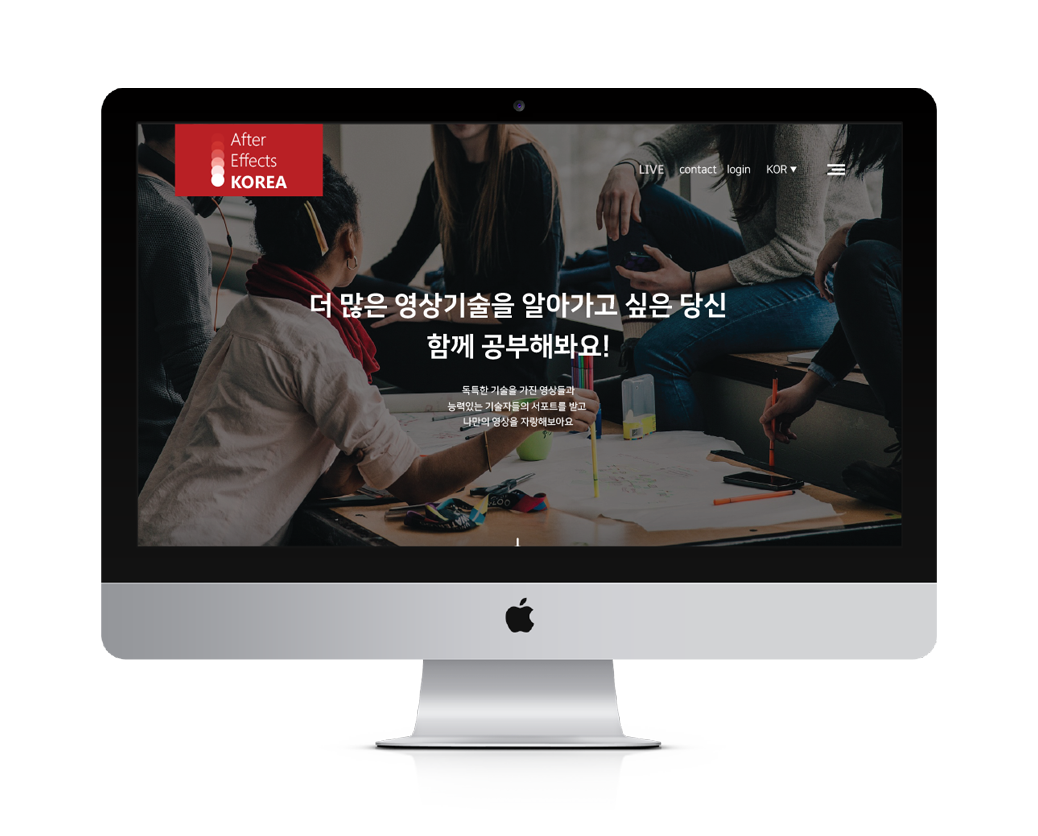 After
Effects
KOREA
LIVE contact login KOR ▼
더 많은 영상기술을 알아가고 싶은 당신
함께 공부해봐요!
독특한 기술을 가진 영상들과
능력있는 기술자들의 서포트를 받고
나만의 영상을 자랑해보아요